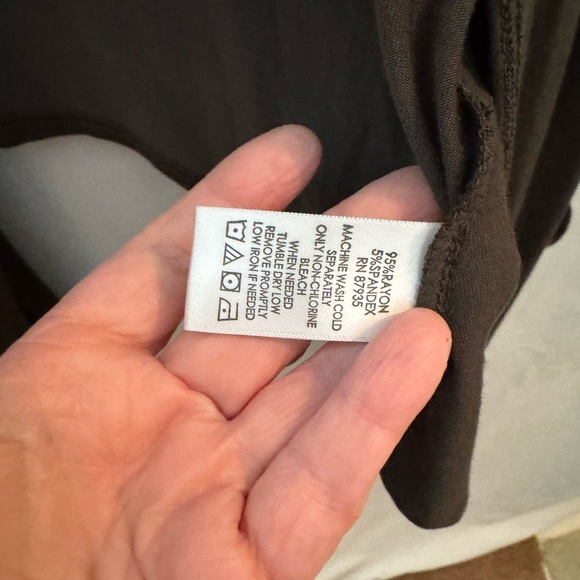 95%RAYON
5%SPANDEX
RN 87935
MACHINE WASH COLD
SEPARATELY
ONLY NON-CHLORINE
BLEACH
WHEN NEEDED
TUMBLE DRY LOW
REMOVE PROMPTLY
LOW IRON IF NEEDED